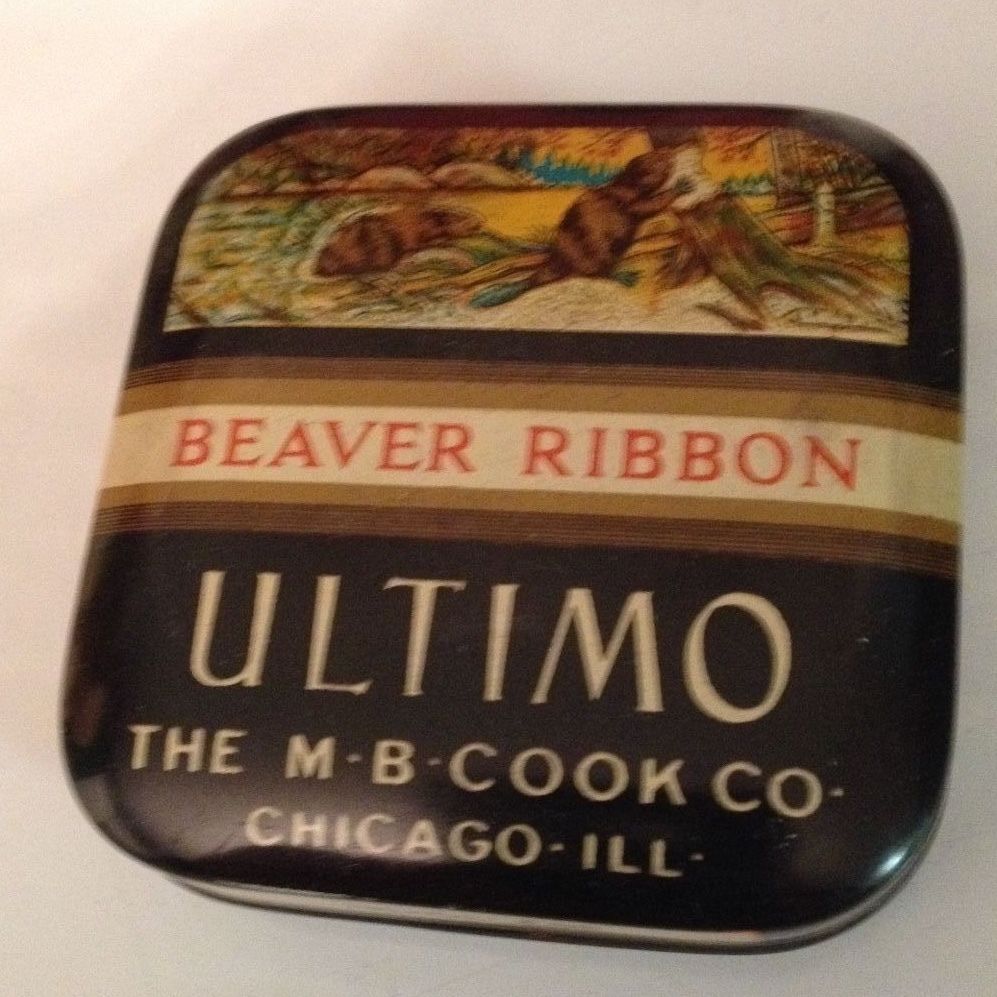 BEAVER RIBBON
ULTIMO
THE M-B-COOK CO-
CHICAGO-ILL-